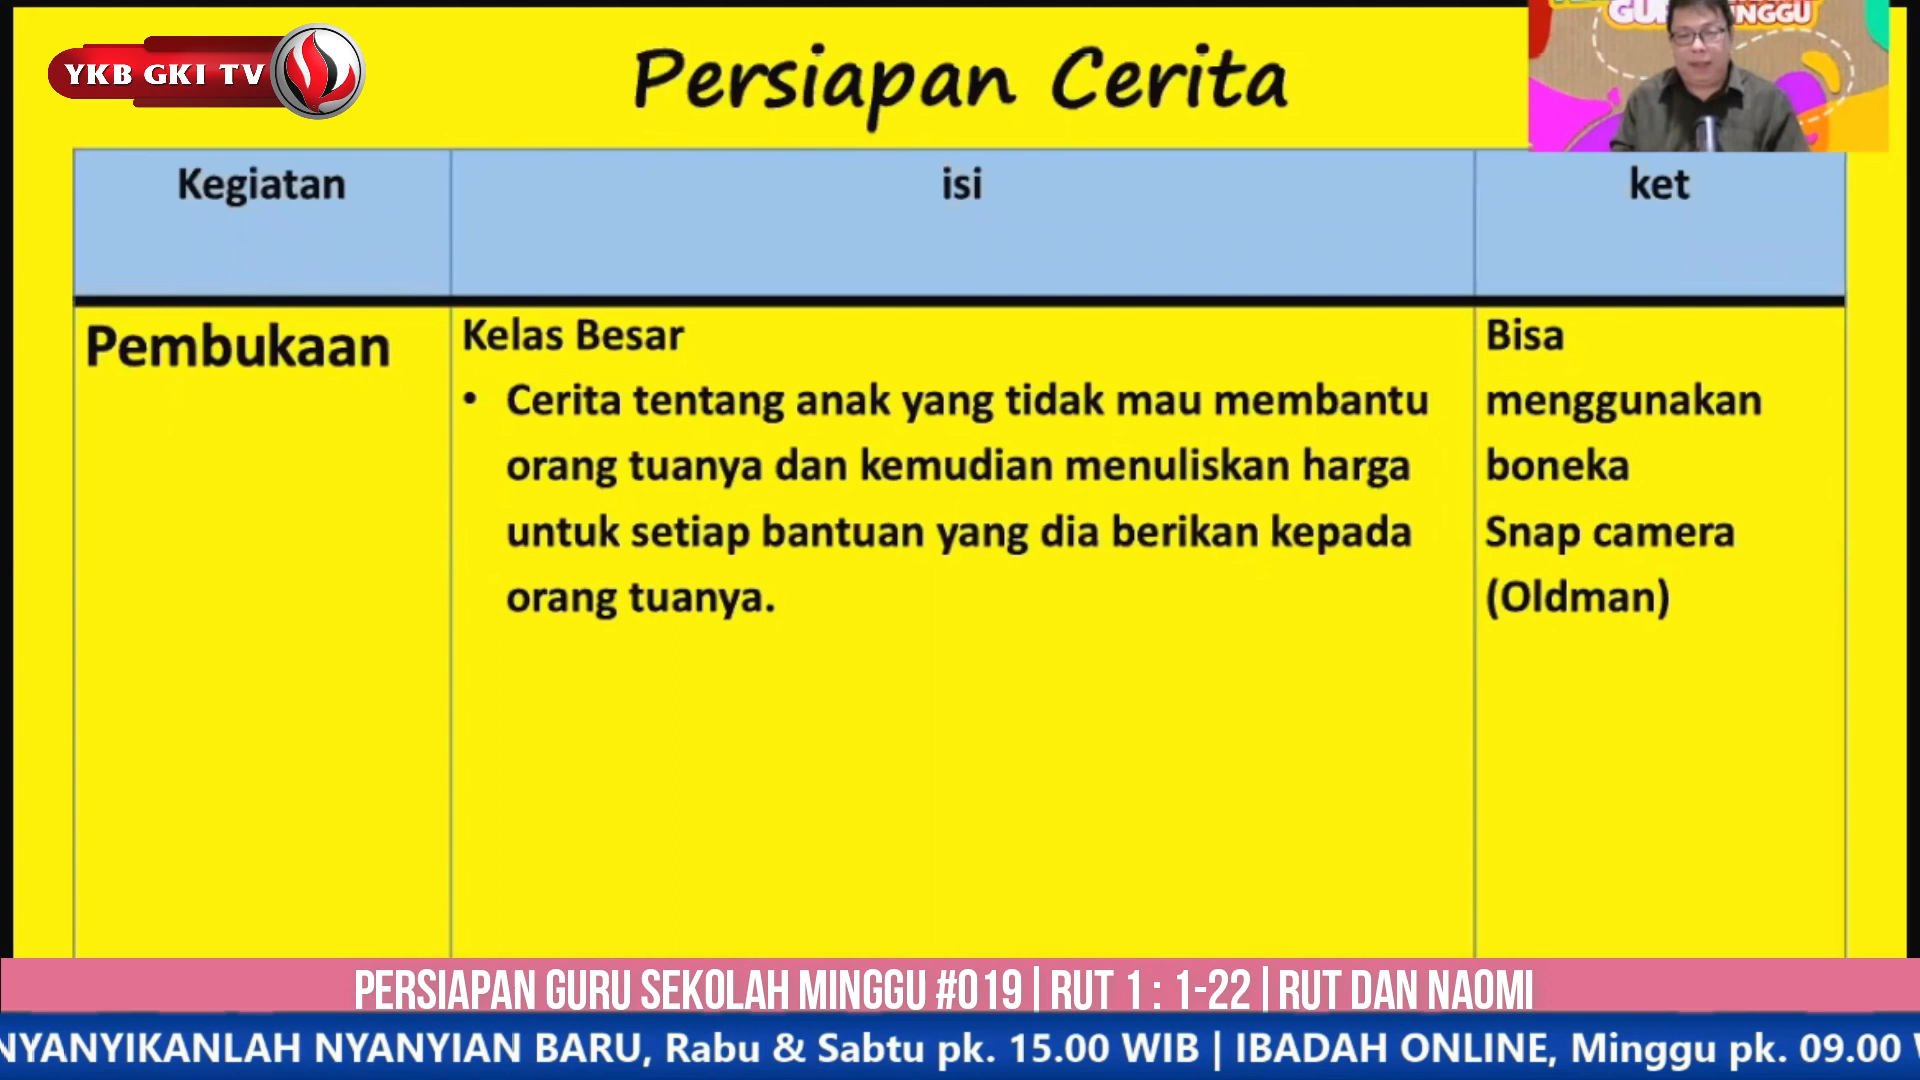 YKB GKI TV
Persiapan Cerita
Kegiatan
isi
ket
Pembukaan
Kelas Besar
• Cerita tentang anak yang tidak mau membantu
orang tuanya dan kemudian menuliskan harga
untuk setiap bantuan yang dia berikan kepada
orang tuanya.
Bisa
menggunakan
boneka
Snap camera
(Oldman)
PERSIAPAN GURU SEKOLAH MINGGU #019 | RUT 1 : 1-22 | RUT DAN NAOMI
NYANYIKANLAH NYANYIAN BARU, Rabu & Sabtu pk. 15.00 WIB | IBADAH ONLINE, Minggu pk. 09.00